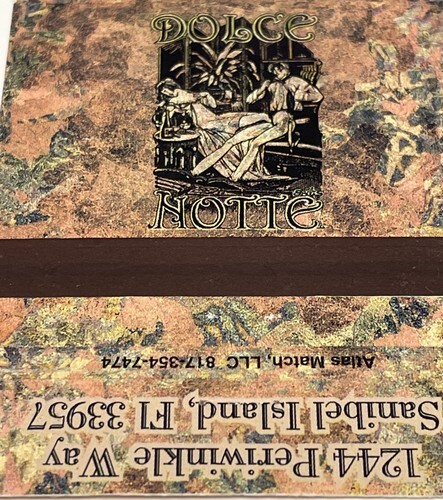 DOLCE
NOTTE
Atlas Match, LLC 817-354-7474
1244 Periwinkle Way
Sanibel Island, Fl 33957